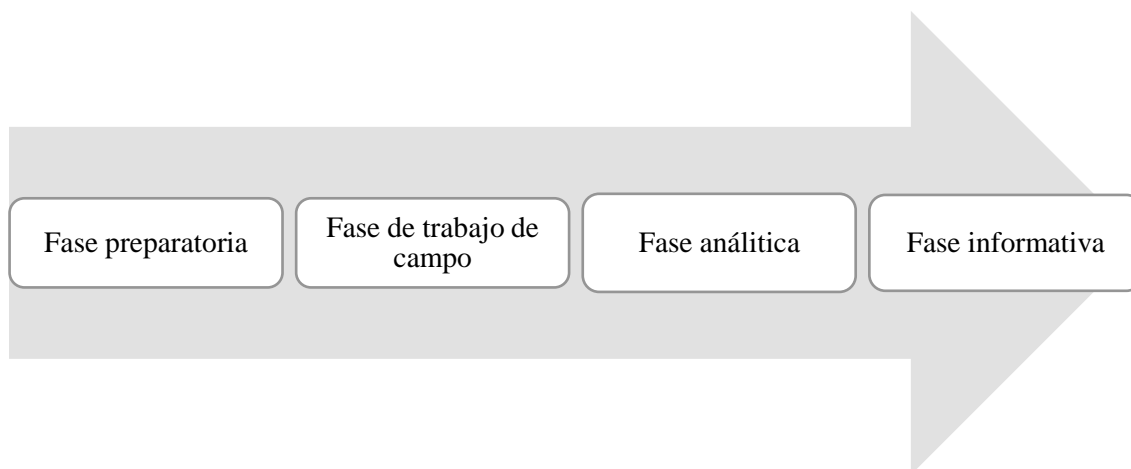 Fase preparatoria
Fase de trabajo de
campo
Fase análitica
Fase informativa